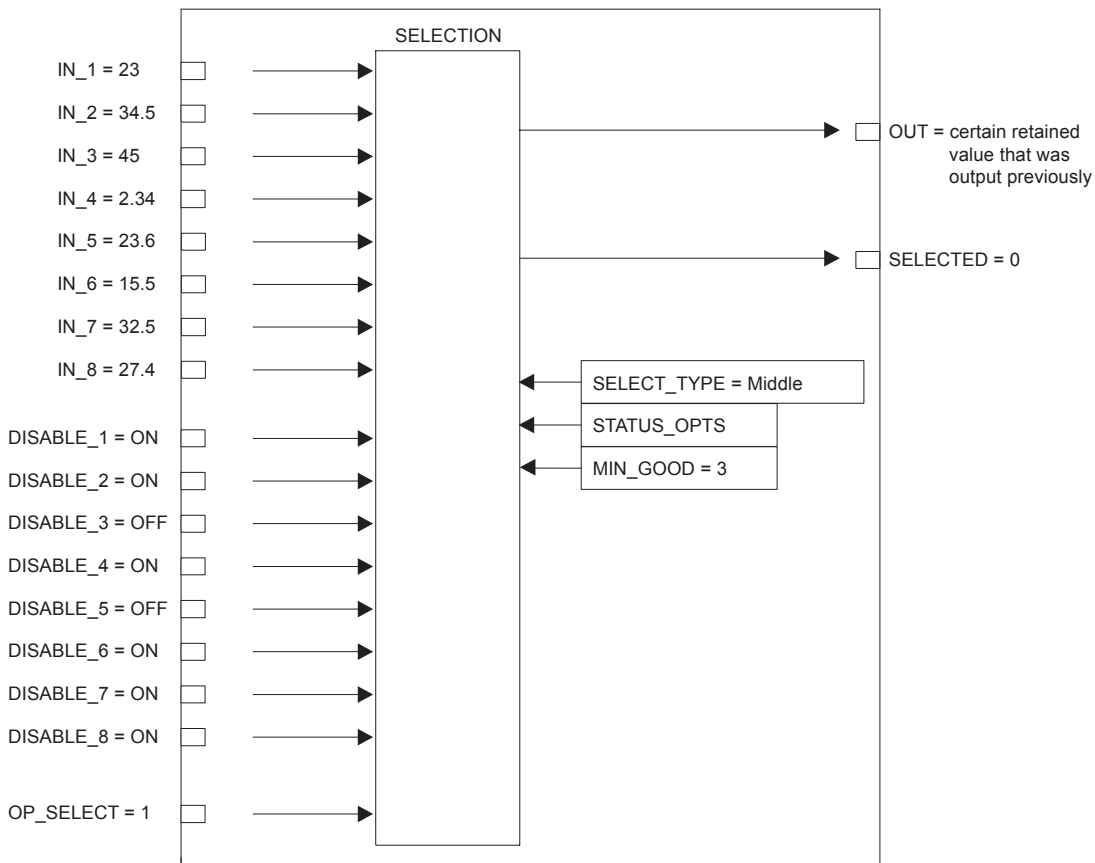 SELECTION
IN_1 = 23
IN_2 = 34.5
IN_3 = 45
IN_4 = 2.34
IN_5 = 23.6
IN_6 = 15.5
IN_7 = 32.5
IN_8 = 27.4
DISABLE_1 = ON
DISABLE_2 = ON
DISABLE_3 = OFF
DISABLE_4 = ON
DISABLE_5 = OFF
DISABLE_6 = ON
DISABLE_7 = ON
DISABLE_8 = ON
OP_SELECT = 1
SELECT_TYPE = Middle
STATUS_OPTS
MIN_GOOD = 3
OUT = certain retained
value that was
output previously
SELECTED = 0